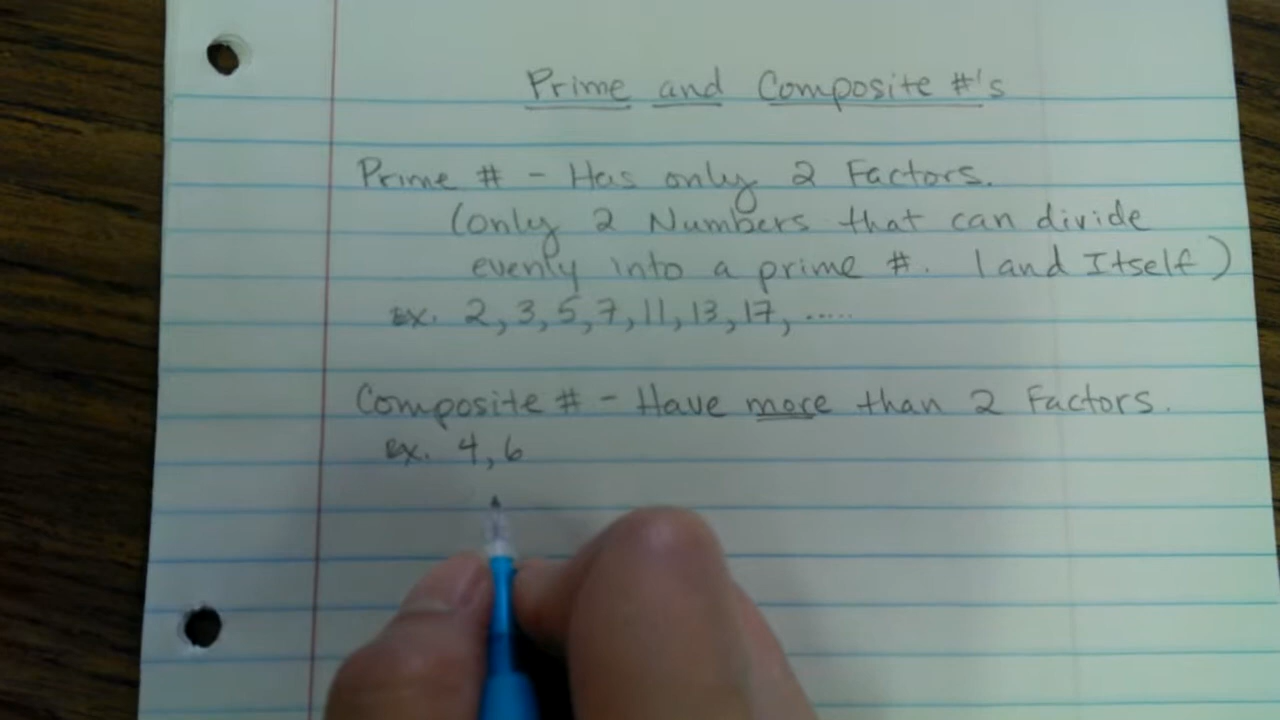 Prime and Composite #'s
Prime # - Has only 2 Factors.
(only 2 Numbers that can divide
evenly into a prime #. 1 and Itself)
ex. 2, 3, 5, 7, 11, 13, 17, .....
Composite # - Have more than 2 Factors.
ex. 4, 6